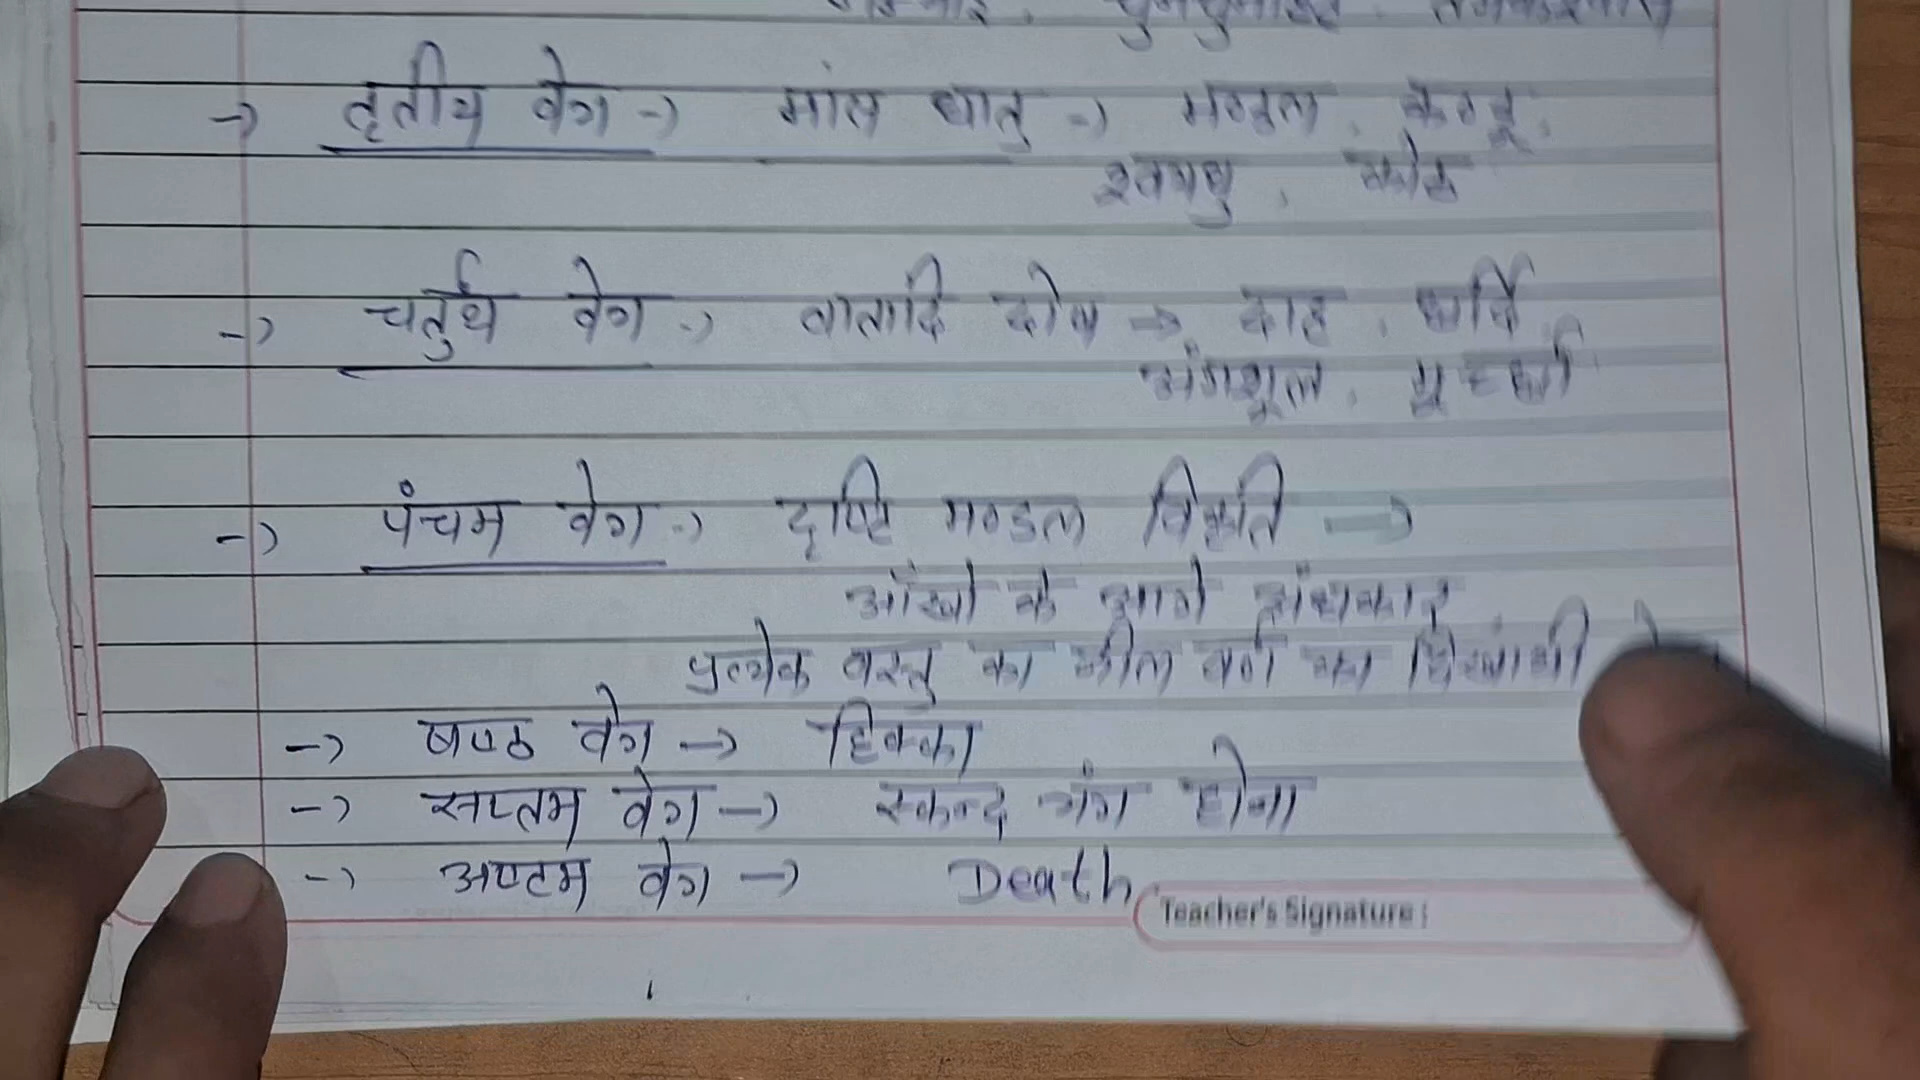 -> तृतीय वेग -> मांस धातु -> मण्डल, कण्डू,
श्वयथु, कोठ
-> चतुर्थ वेग -> वातादि दोष -> दाह, छर्दि,
अंगशूल, मूर्च्छा
-> पंचम वेग -> दृष्टि मण्डल विकृति ->
आँखो के आगे अंधकार
प्रत्येक वस्तु का नील वर्ण का
-> षष्ठ वेग -> हिक्का
-> सप्तम वेग -> स्कन्द भंग होना
-> अष्टम वेग -> Death.
Teacher's Signature :